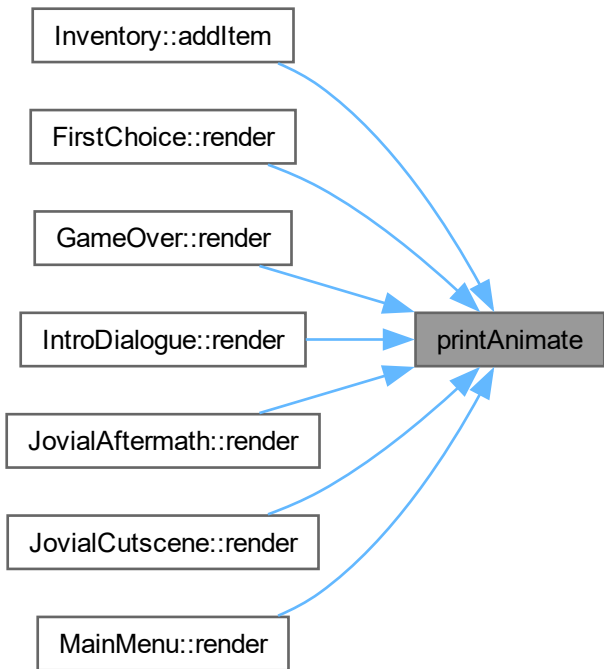 Inventory::addItem
FirstChoice::render
GameOver::render
IntroDialogue::render
printAnimate
JovialAftermath::render
JovialCutscene::render
MainMenu::render